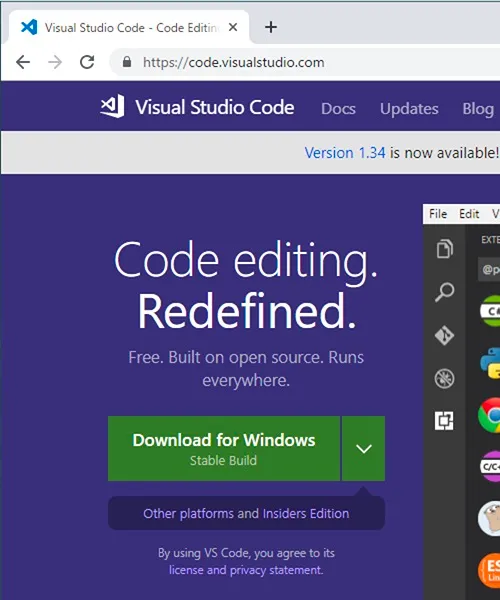 Visual Studio Code - Code Editin
https://code.visualstudio.com
Visual Studio Code Docs Updates Blog
Version 1.34 is now available!
File Edit V
EXTE
@p
Code editing.
Redefined.
Free. Built on open source. Runs
everywhere.
Download for Windows
Stable Build
Other platforms and Insiders Edition
By using VS Code, you agree to its
license and privacy statement.
C#
C/C+
ES
Lin